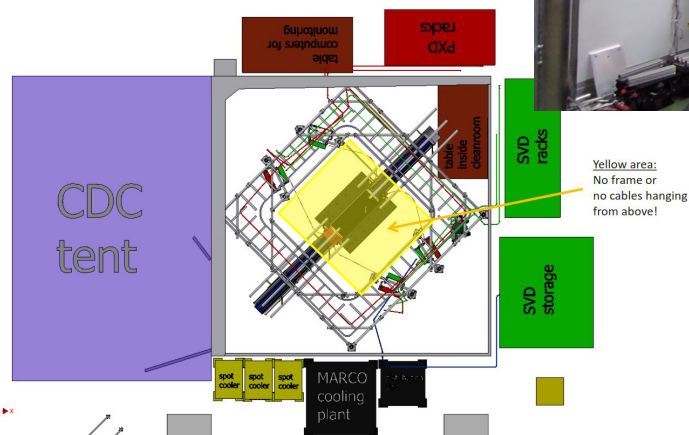 table for
computers for
monitoring
PXD
racks
CDC
tent
table
inside
cleanroom
SVD
racks
Yellow area:
No frame or
no cables hanging
from above!
SVD
storage
spot
cooler
spot
cooler
spot
cooler
MARCO
cooling
plant
X